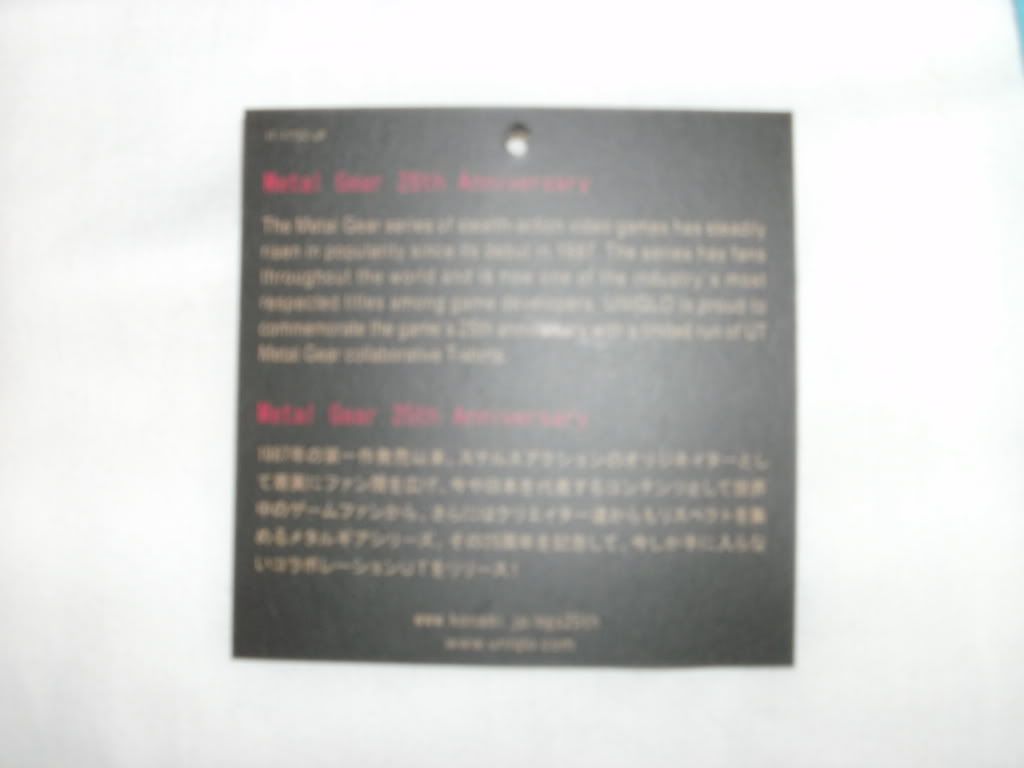 Metal Gear 25th Anniversary
The Metal Gear series of stealth-action video games has steadily
risen in popularity since its debut in 1987. The series has fans
throughout the world and is now one of the industry's most
respected titles among game developers. UNIQLO is proud to
commemorate the game's 25th anniversary with a limited run of UT
Metal Gear collaborative T-shirts.
Metal Gear 25th Anniversary
1987年の第一作発売以来、ステルスアクションのオリジネイターとし
て着実にファン層を広げ、今や日本を代表するコンテンツとして世界
中のゲームファンから、さらにはクリエイター達からもリスペクトを集
めるメタルギアシリーズ。その25周年を記念して、今しか手に入らな
いコラボレーションUTをリリース!
www.konami.jp/mgs25th
www.uniqlo.com